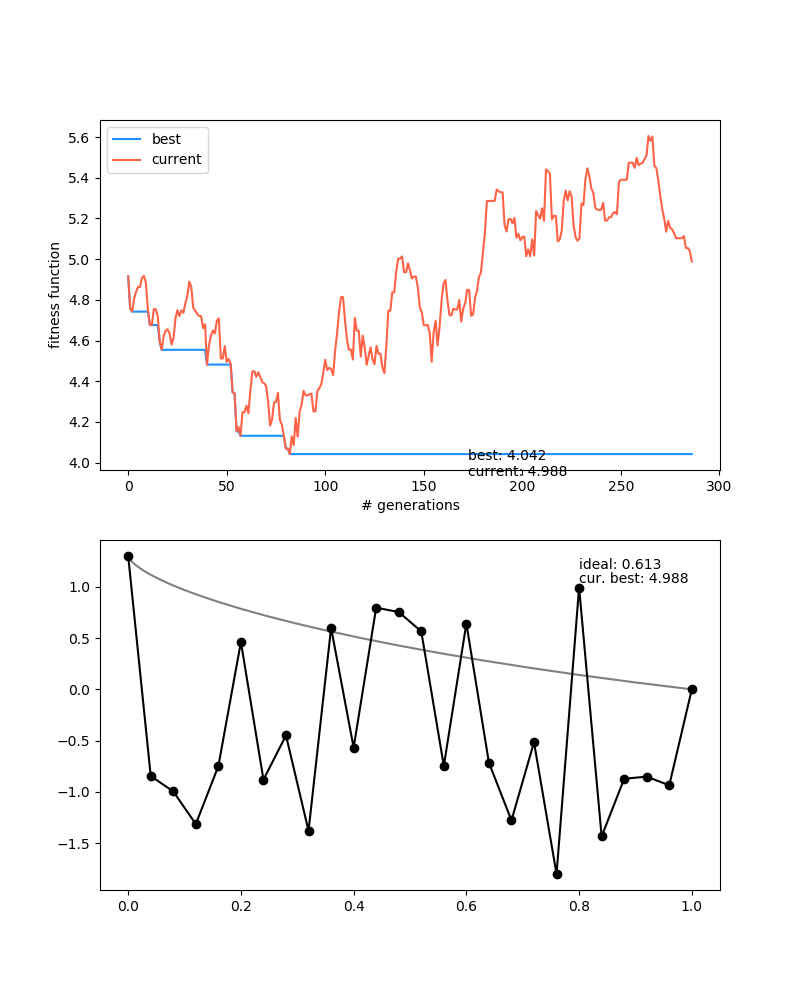 best
current
fitness function
5.6
5.4
5.2
5.0
4.8
4.6
4.4
4.2
4.0
best: 4.042
current: 4.988
0 50 100 150 200 250 300
# generations
ideal: 0.613
cur. best: 4.988
1.0
0.5
0.0
−0.5
−1.0
−1.5
0.0 0.2 0.4 0.6 0.8 1.0